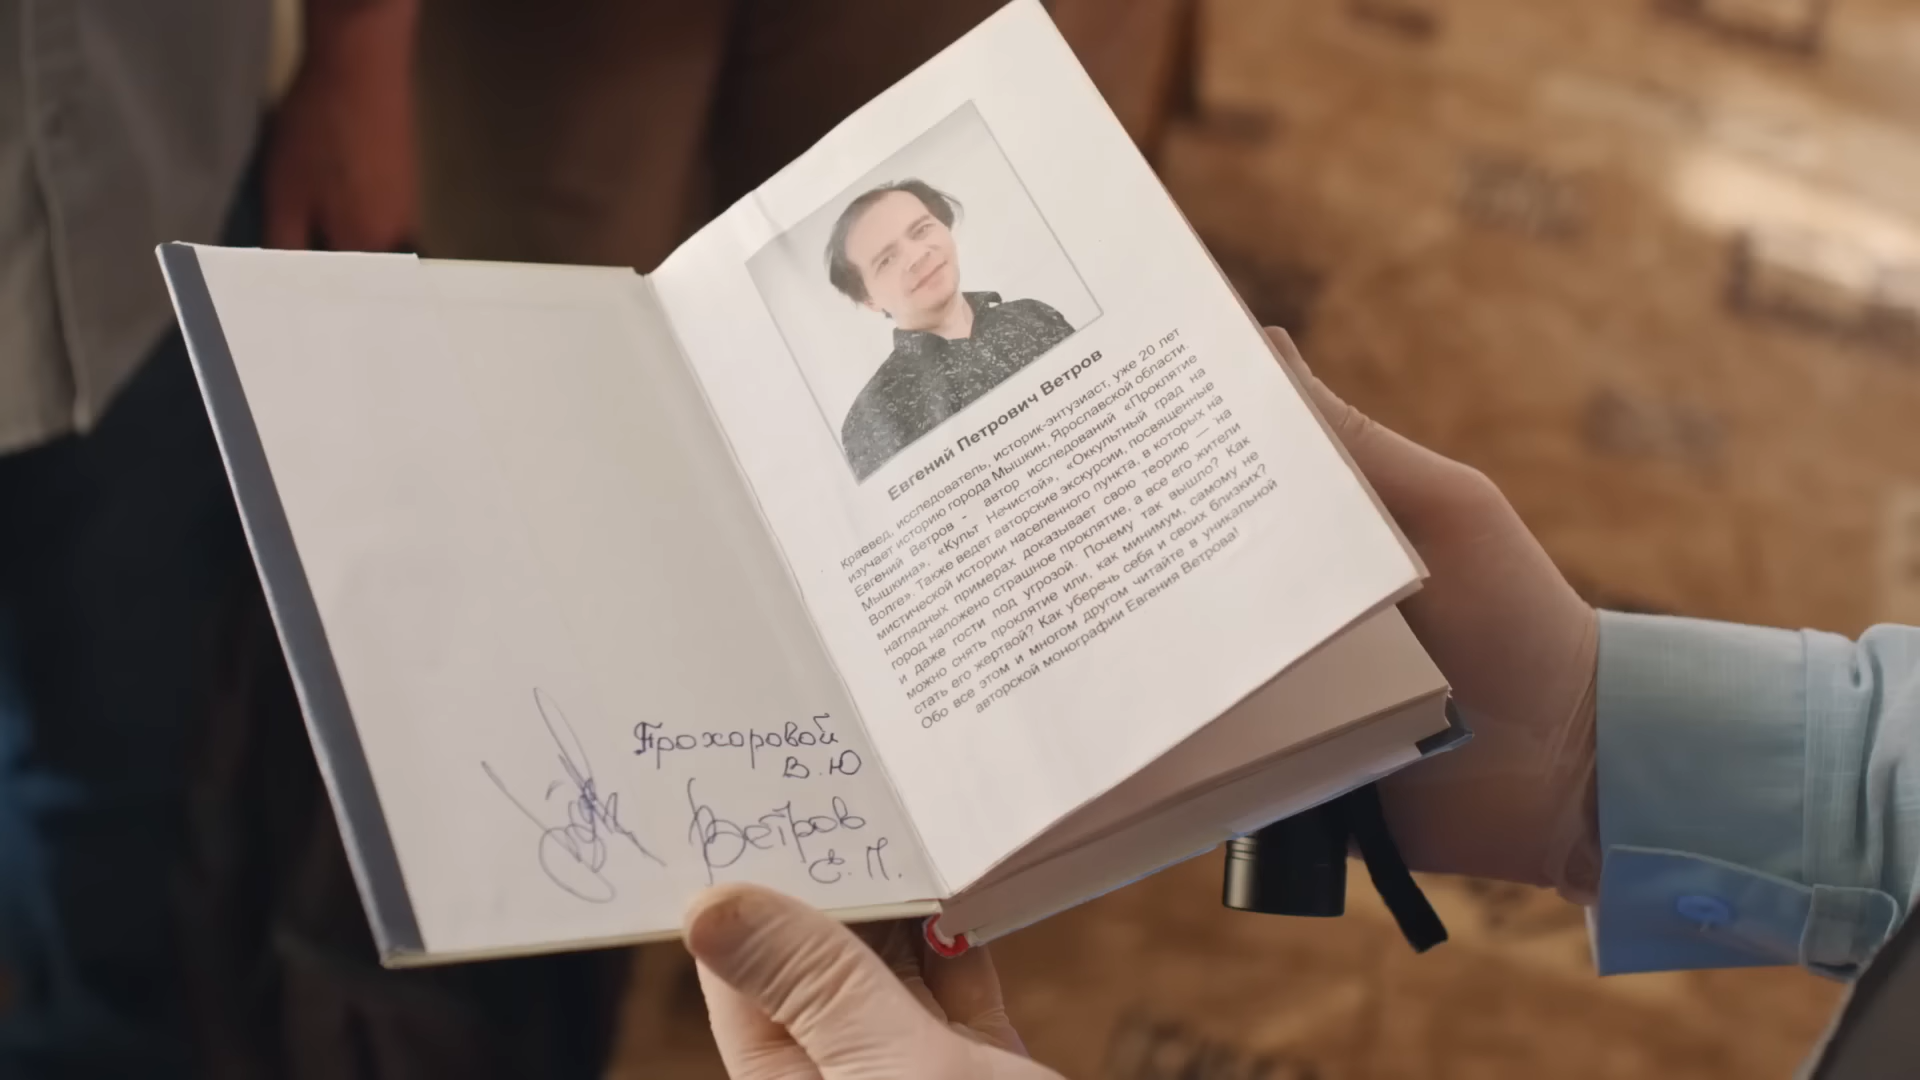 Прохоровой
В.Ю
Ветров
Е.П.
Евгений Петрович Ветров
Краевед, исследователь, историк-энтузиаст, уже 20 лет
изучает историю города Мышкин, Ярославской области.
Евгений Ветров - автор исследований «Проклятие
Мышкина», «Культ Нечистой», «Оккультный град на
Волге». Также ведет авторские экскурсии, посвященные
мистической истории населенного пункта, в которых на
наглядных примерах доказывает свою теорию — на
город наложено страшное проклятие, а все его жители
и даже гости под угрозой. Почему так вышло? Как
можно снять проклятие или, как минимум, самому не
стать его жертвой? Как уберечь себя и своих близких?
Обо все этом и многом другом читайте в уникальной
авторской монографии Евгения Ветрова!